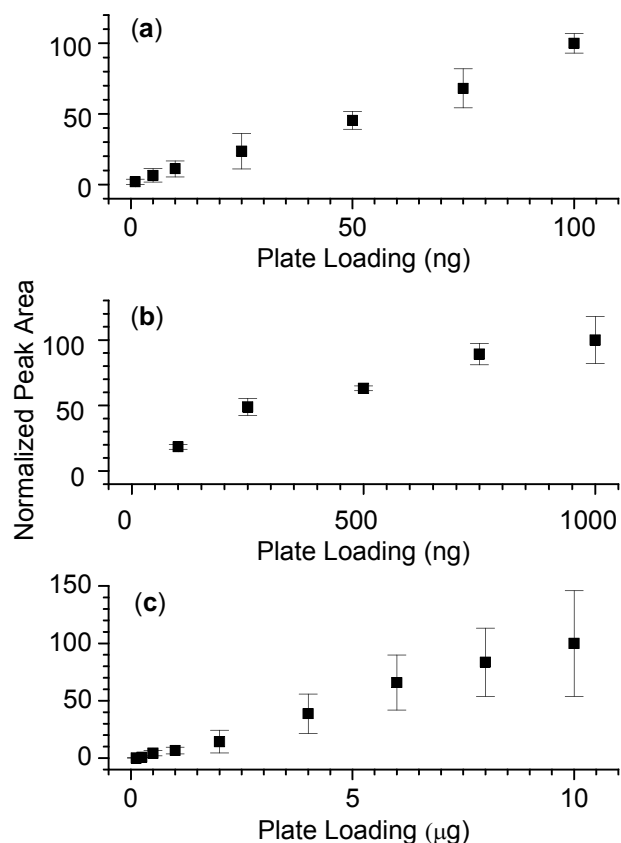 (a)
100
50
0
0 50 100
Plate Loading (ng)
Normalized Peak Area
(b)
100
50
0
0 500 1000
Plate Loading (ng)
(c)
150
100
50
0
0 5 10
Plate Loading (μg)